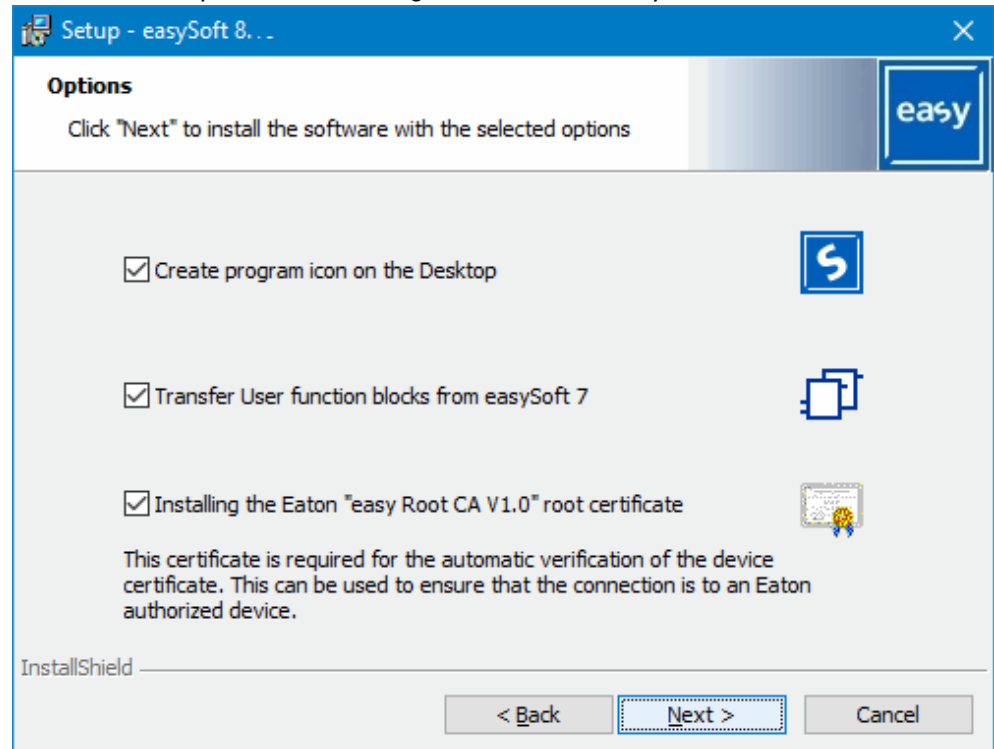 Setup - easySoft 8...
Options
Click "Next" to install the software with the selected options
easy
Create program icon on the Desktop
S
Transfer User function blocks from easySoft 7
Installing the Eaton "easy Root CA V1.0" root certificate
This certificate is required for the automatic verification of the device
certificate. This can be used to ensure that the connection is to an Eaton
authorized device.
InstallShield
< Back
Next >
Cancel